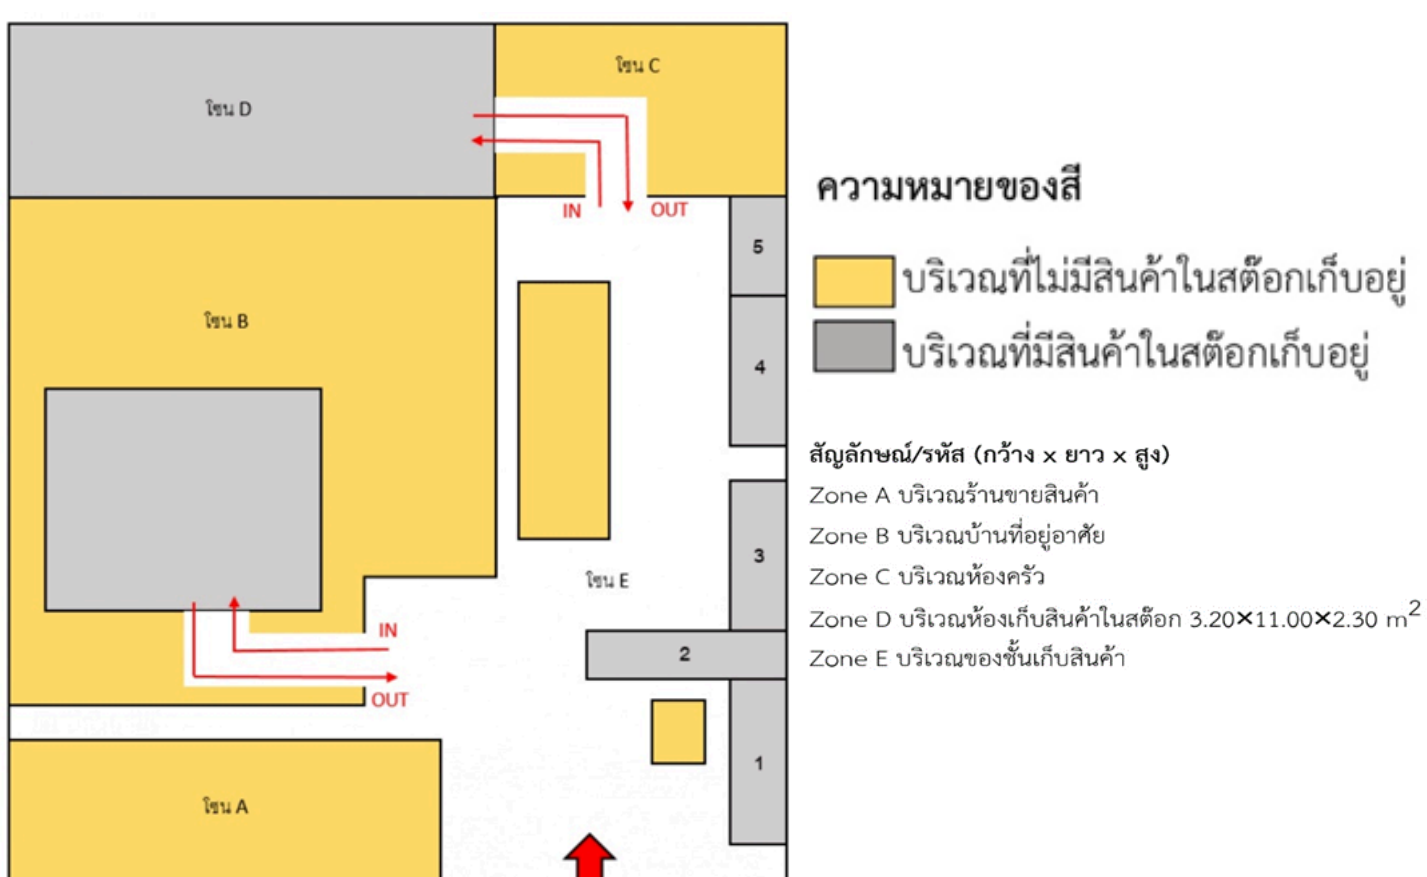 โซน D
โซน C
IN
OUT
5
โซน B
4
3
โซน E
IN
2
OUT
1
โซน A
ความหมายของสี
บริเวณที่ไม่มีสินค้าในสต๊อกเก็บอยู่
บริเวณที่มีสินค้าในสต๊อกเก็บอยู่
สัญลักษณ์/รหัส (กว้าง x ยาว x สูง)
Zone A บริเวณร้านขายสินค้า
Zone B บริเวณบ้านที่อยู่อาศัย
Zone C บริเวณห้องครัว
Zone D บริเวณห้องเก็บสินค้าในสต๊อก 3.20×11.00×2.30 m²
Zone E บริเวณของชั้นเก็บสินค้า